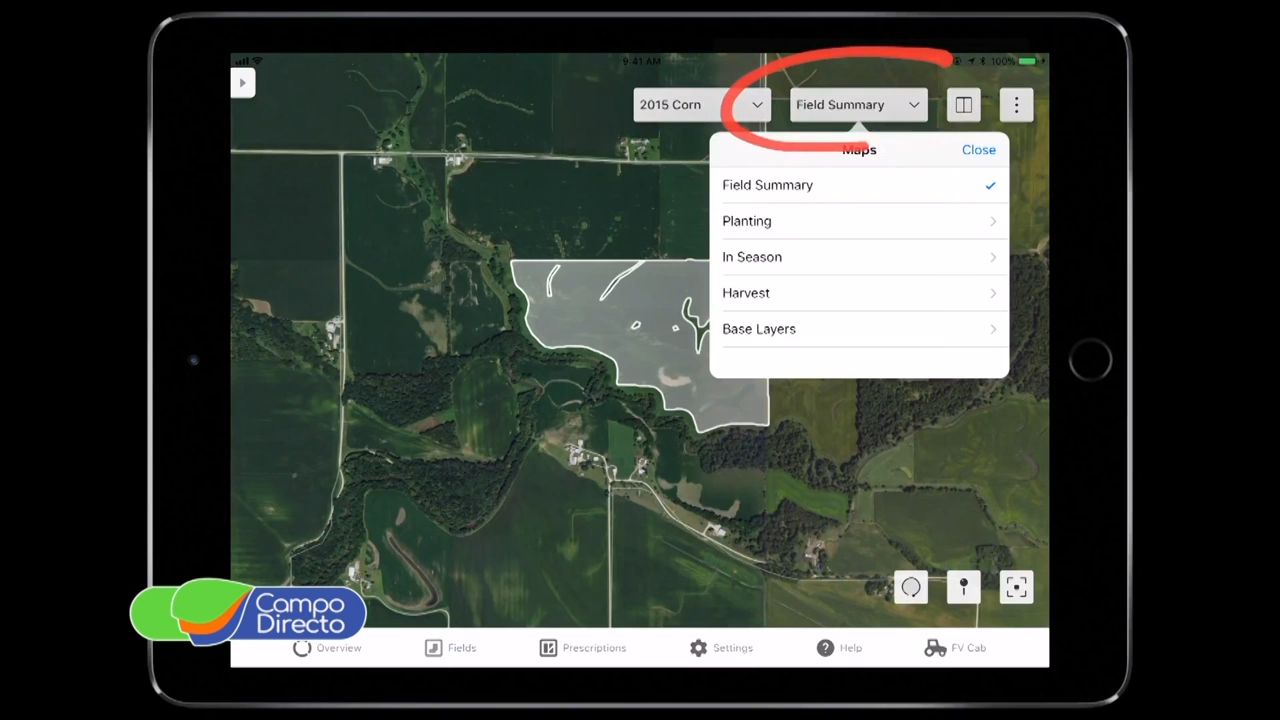 9:41 AM
100%
2015 Corn
Field Summary
Maps
Close
Field Summary
Planting
In Season
Harvest
Base Layers
Campo
Directo
Overview
Fields
Prescriptions
Settings
? Help
FV Cab